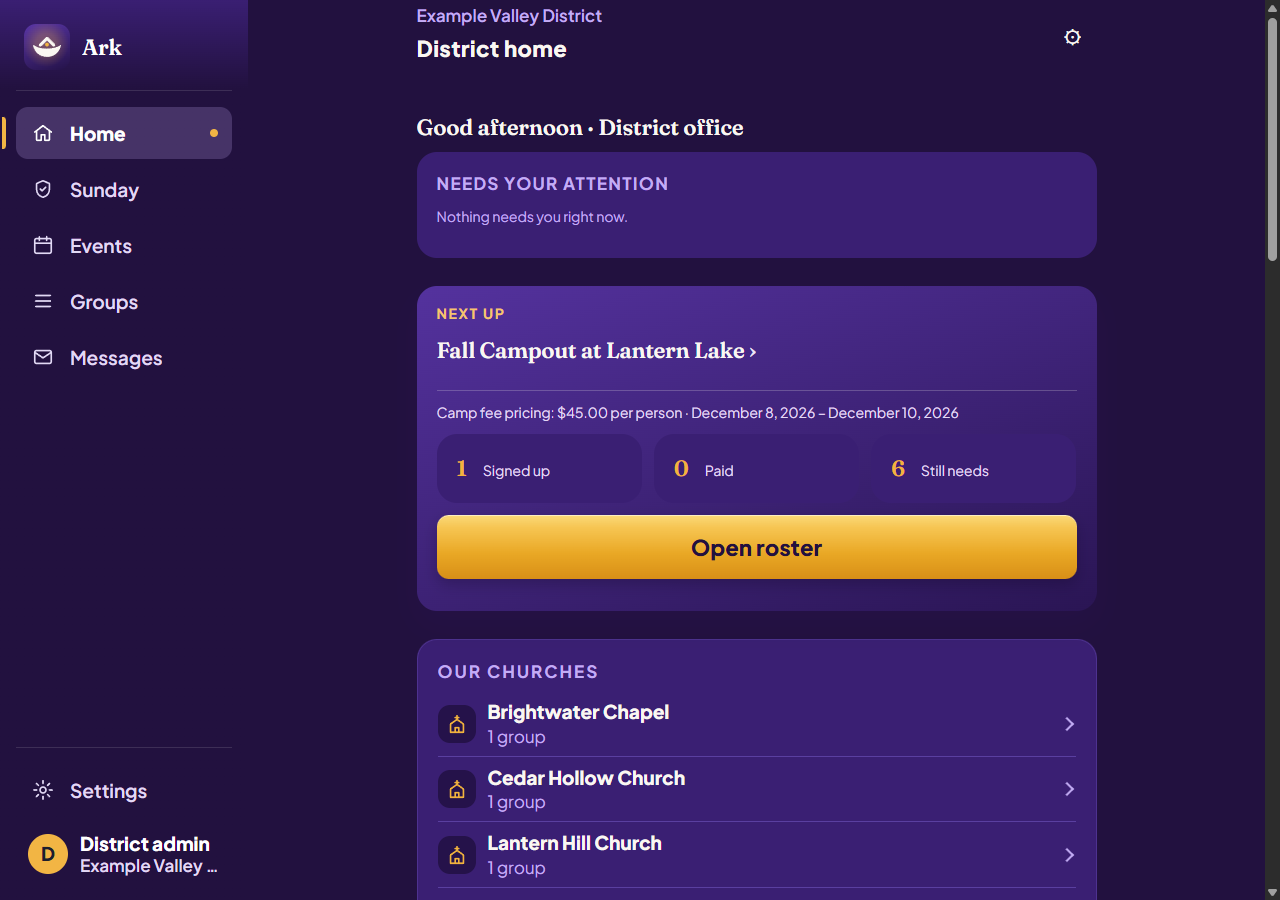 Ark
Home
Sunday
Events
Groups
Messages
Settings
D
District admin
Example Valley ...
Example Valley District
District home
Good afternoon · District office
NEEDS YOUR ATTENTION
Nothing needs you right now.
NEXT UP
Fall Campout at Lantern Lake ›
Camp fee pricing: $45.00 per person · December 8, 2026 – December 10, 2026
1 Signed up
0 Paid
6 Still needs
Open roster
OUR CHURCHES
Brightwater Chapel
1 group
Cedar Hollow Church
1 group
Lantern Hill Church
1 group